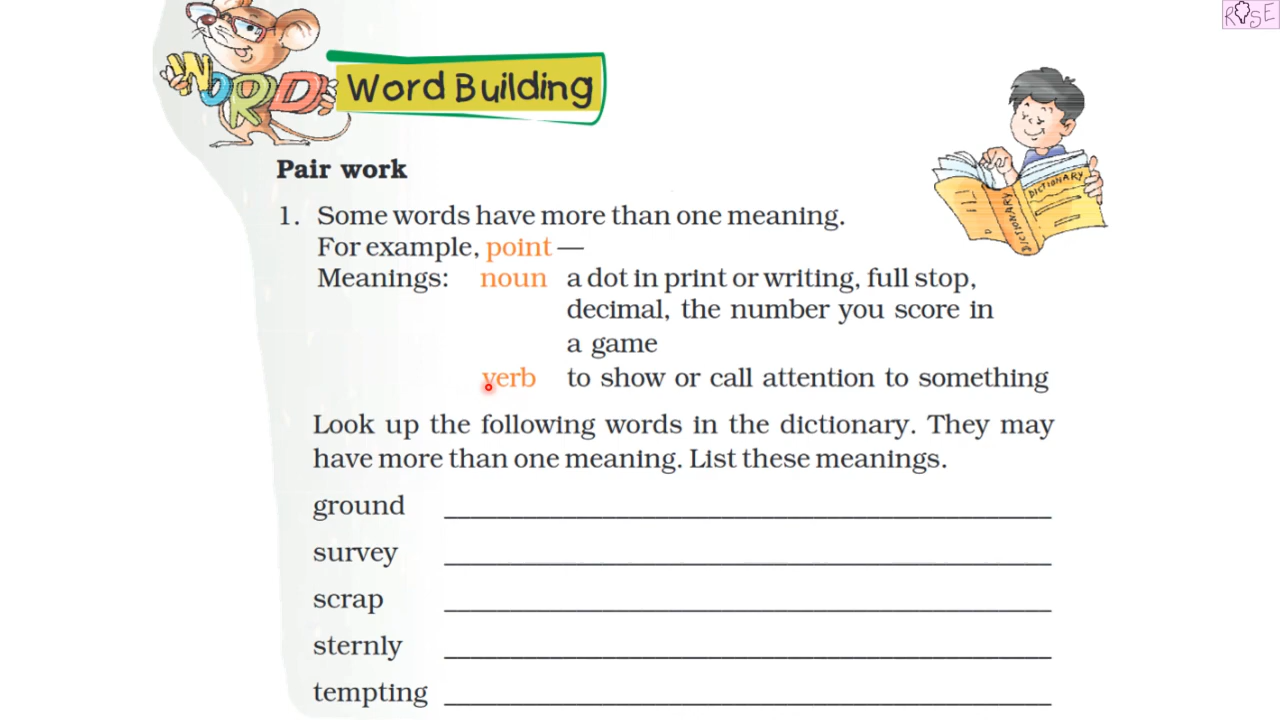 ROSE
WORD
Word Building
DICTIONARY
DICTIONARY
Pair work
1. Some words have more than one meaning.
For example, point —
Meanings: noun a dot in print or writing, full stop,
decimal, the number you score in
a game
verb to show or call attention to something
Look up the following words in the dictionary. They may
have more than one meaning. List these meanings.
ground
survey
scrap
sternly
tempting